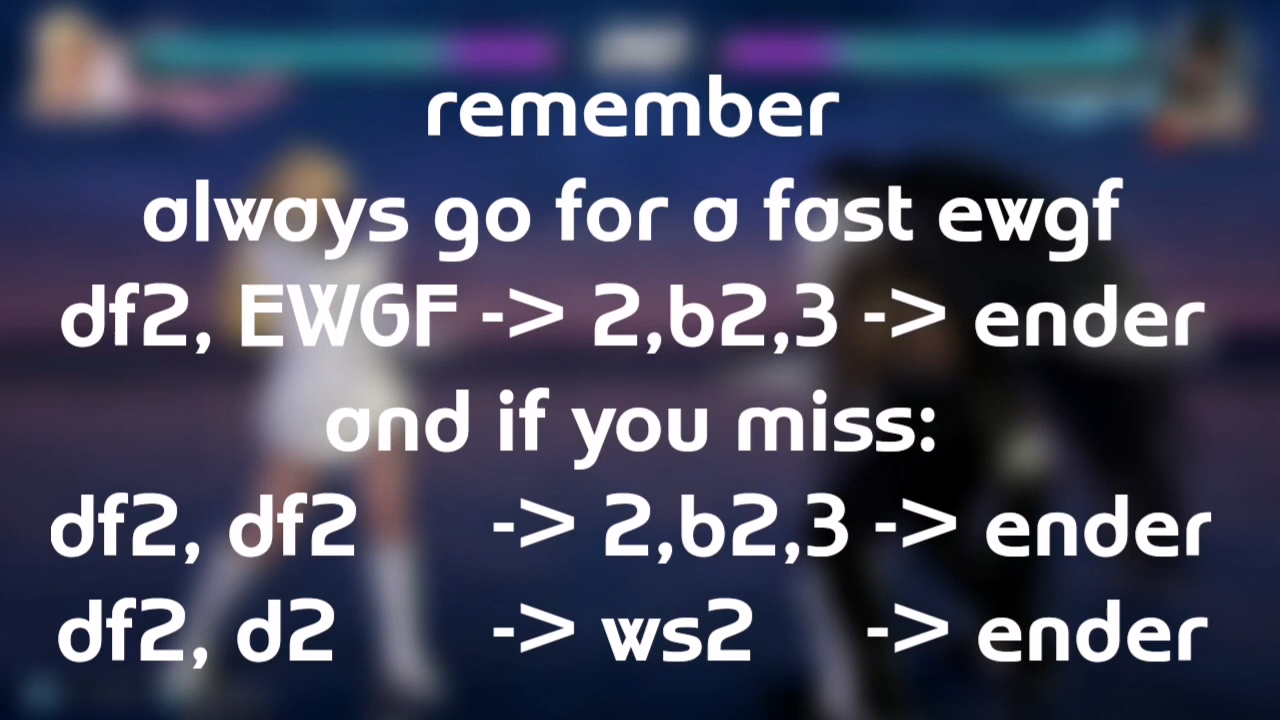 remember
always go for a fast ewgf
df2, EWGF -> 2,b2,3 -> ender
and if you miss:
df2, df2 -> 2,b2,3 -> ender
df2, d2 -> ws2 -> ender